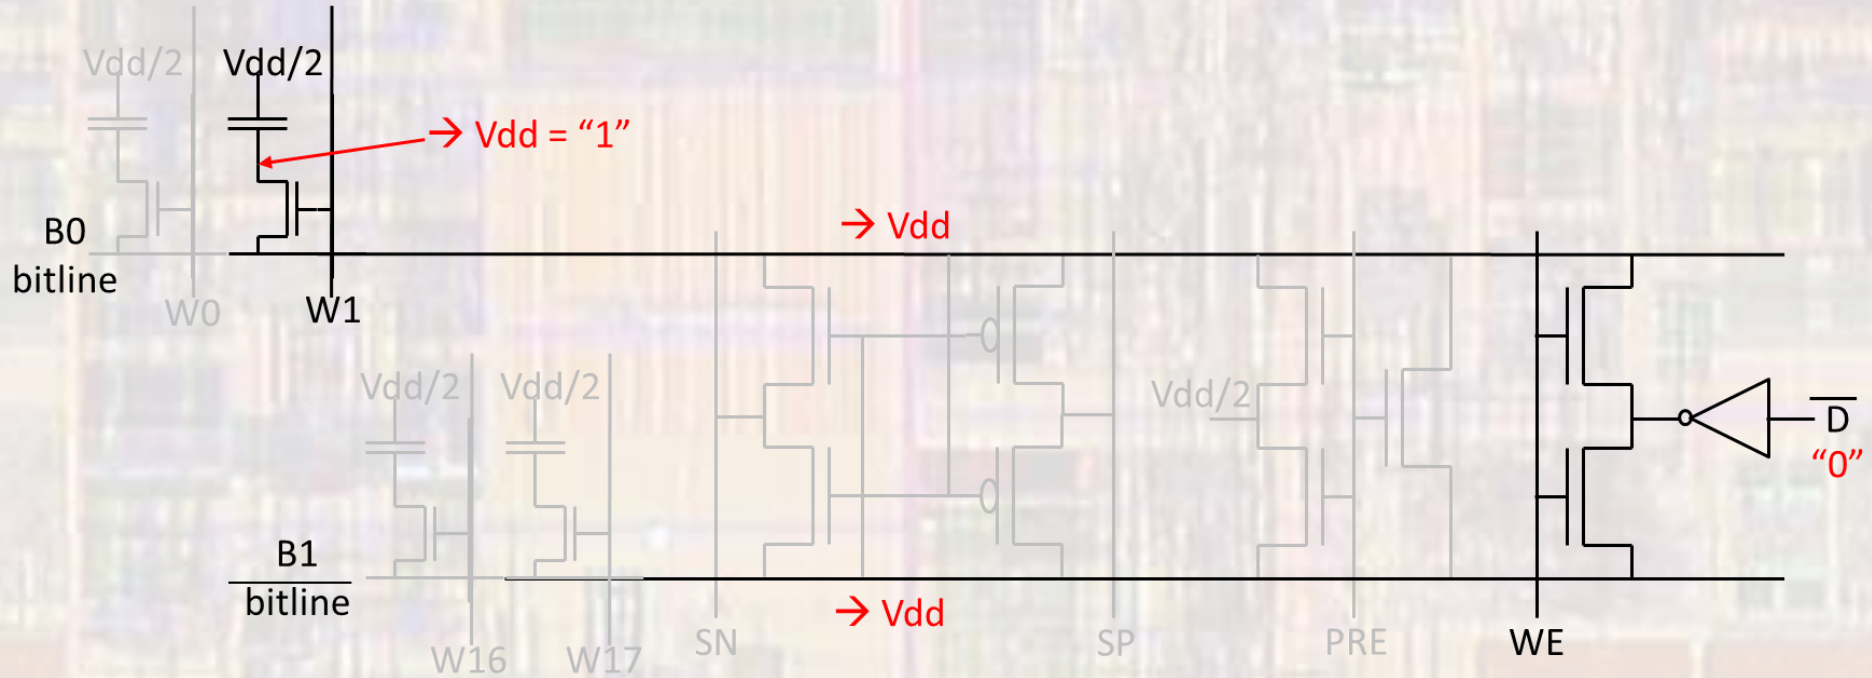 Vdd/2
Vdd/2
→ Vdd = “1”
B0
bitline
W0
W1
→ Vdd
Vdd/2
Vdd/2
Vdd/2
D
“0”
B1
bitline
→ Vdd
W16
W17
SN
SP
PRE
WE